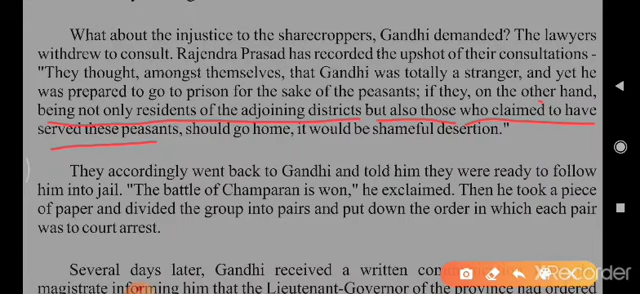 What about the injustice to the sharecroppers, Gandhi demanded? The lawyers
withdrew to consult. Rajendra Prasad has recorded the upshot of their consultations -
"They thought, amongst themselves, that Gandhi was totally a stranger, and yet he
was prepared to go to prison for the sake of the peasants; if they, on the other hand,
being not only residents of the adjoining districts but also those who claimed to have
served these peasants, should go home, it would be shameful desertion."
They accordingly went back to Gandhi and told him they were ready to follow
him into jail. "The battle of Champaran is won," he exclaimed. Then he took a piece
of paper and divided the group into pairs and put down the order in which each pair
was to court arrest.
Several days later, Gandhi received a written
magistrate informing him that the Lieutenant-Governor of the province had ordered
XRecorder